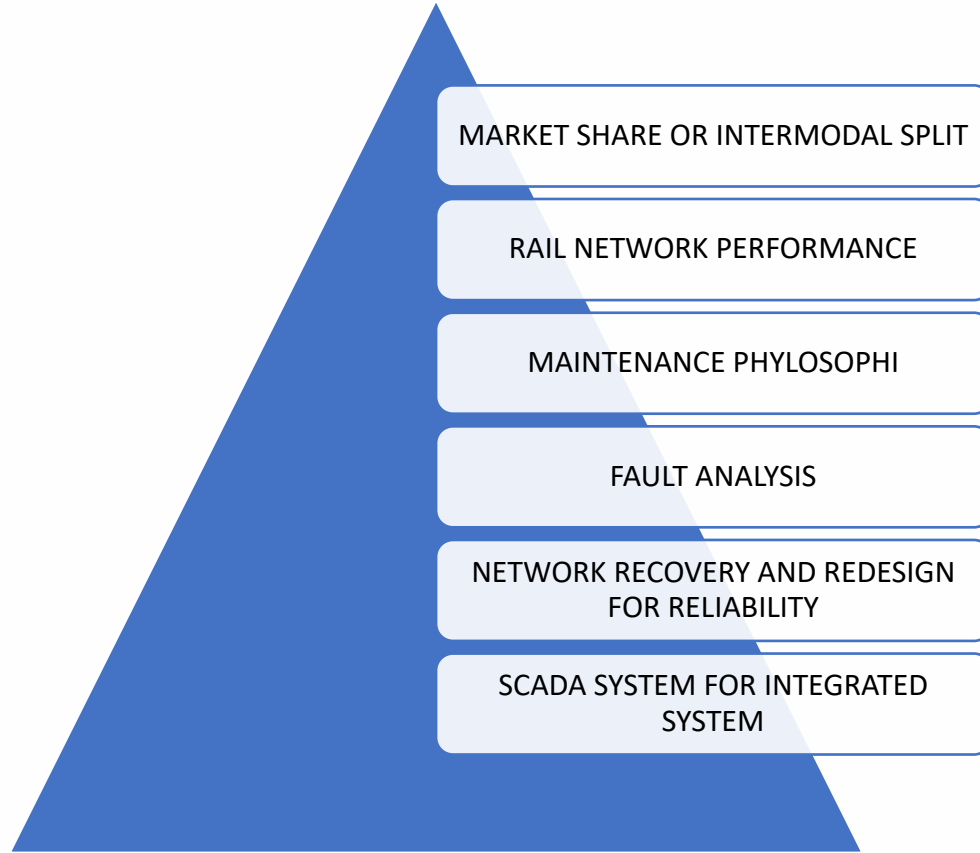 MARKET SHARE OR INTERMODAL SPLIT
RAIL NETWORK PERFORMANCE
MAINTENANCE PHYLOSOPHI
FAULT ANALYSIS
NETWORK RECOVERY AND REDESIGN
FOR RELIABILITY
SCADA SYSTEM FOR INTEGRATED
SYSTEM